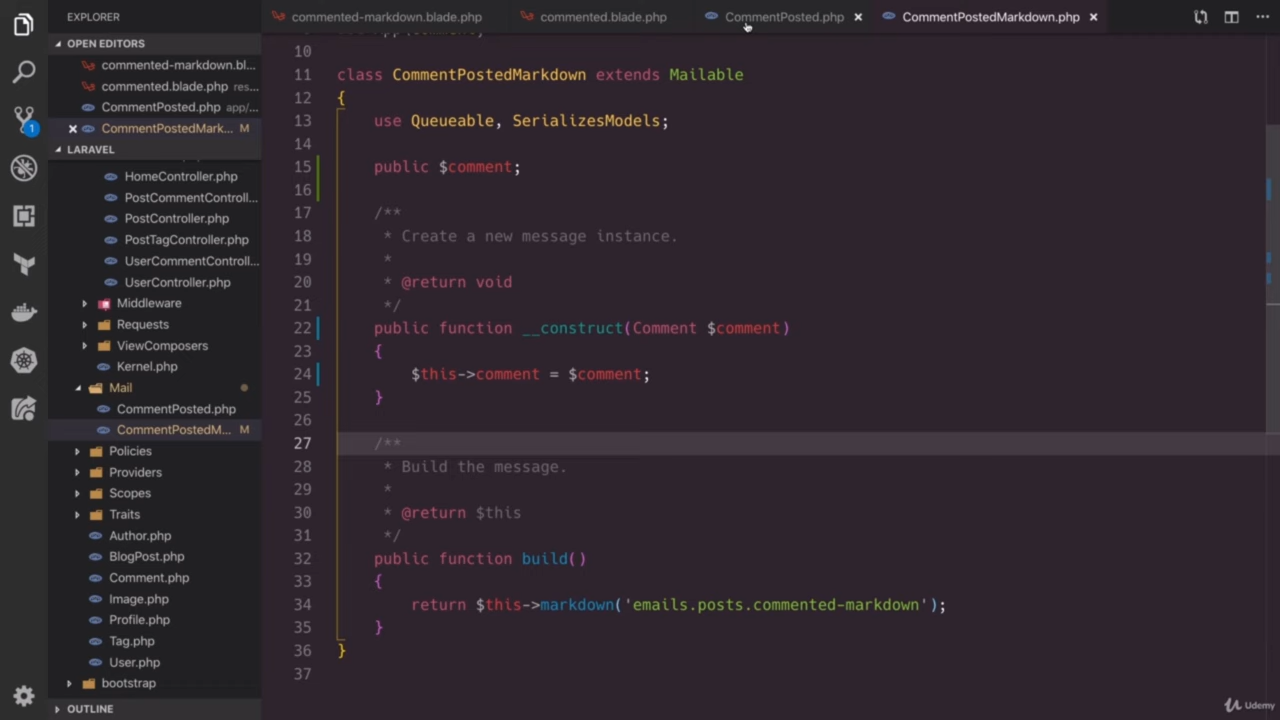 EXPLORER
OPEN EDITORS
commented-markdown.bl...
commented.blade.php res...
CommentPosted.php app/...
CommentPostedMark... M
LARAVEL
HomeController.php
PostCommentControll...
PostController.php
PostTagController.php
UserCommentControll...
UserController.php
Middleware
Requests
ViewComposers
Kernel.php
Mail
CommentPosted.php
CommentPostedM... M
Policies
Providers
Scopes
Traits
Author.php
BlogPost.php
Comment.php
Image.php
Profile.php
Tag.php
User.php
bootstrap
OUTLINE
1
commented-markdown.blade.php commented.blade.php CommentPosted.php CommentPostedMarkdown.php
10
11 class CommentPostedMarkdown extends Mailable
12 {
13 use Queueable, SerializesModels;
14
15 public $comment;
16
17 /**
18 * Create a new message instance.
19 *
20 * @return void
21 */
22 public function __construct(Comment $comment)
23 {
24 $this->comment = $comment;
25 }
26
27 /**
28 * Build the message.
29 *
30 * @return $this
31 */
32 public function build()
33 {
34 return $this->markdown('emails.posts.commented-markdown');
35 }
36 }
37
Udemy